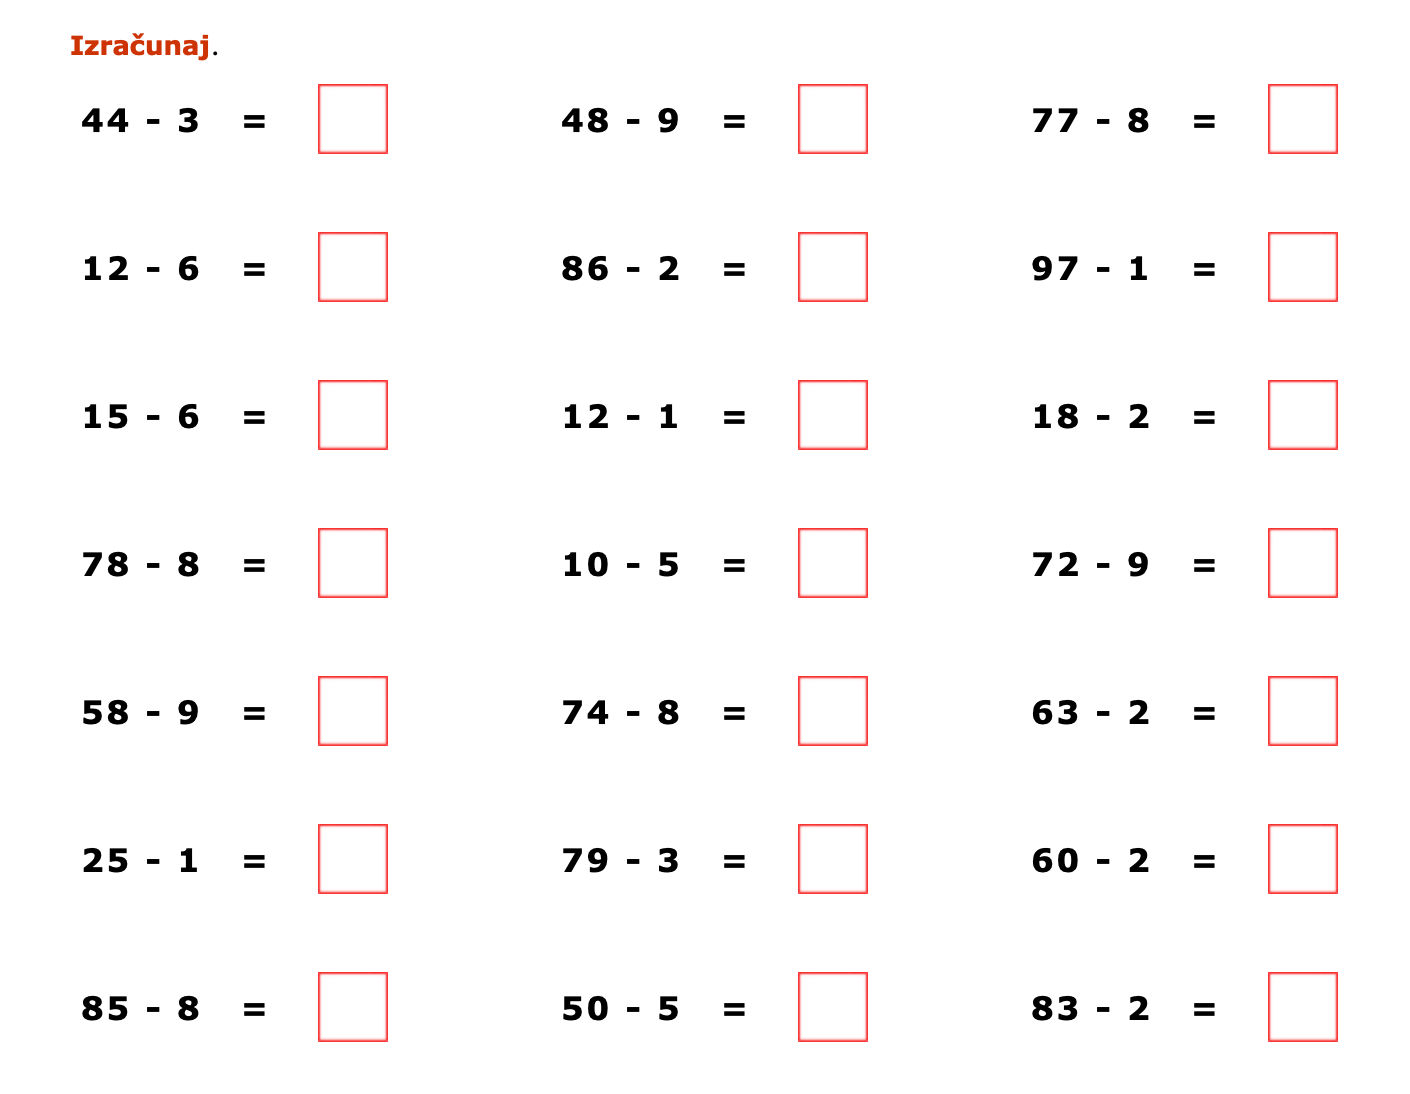 Izračunaj.
44 - 3 = 48 - 9 = 77 - 8 =
12 - 6 = 86 - 2 = 97 - 1 =
15 - 6 = 12 - 1 = 18 - 2 =
78 - 8 = 10 - 5 = 72 - 9 =
58 - 9 = 74 - 8 = 63 - 2 =
25 - 1 = 79 - 3 = 60 - 2 =
85 - 8 = 50 - 5 = 83 - 2 =